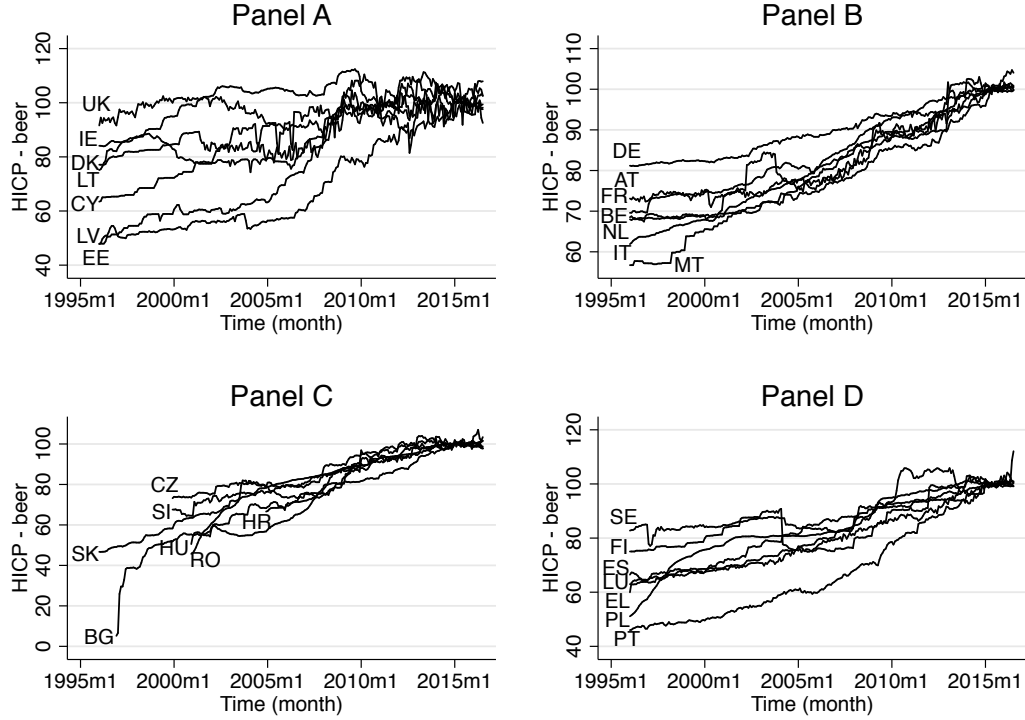 Panel A
HICP - beer
120
100
80
60
40
UK
IE
DK
LT
CY
LV
EE
1995m1 2000m1 2005m1 2010m1 2015m1
Time (month)
Panel B
HICP - beer
110
100
90
80
70
60
DE
AT
FR
BE
NL
IT
MT
1995m1 2000m1 2005m1 2010m1 2015m1
Time (month)
Panel C
HICP - beer
100
80
60
40
20
0
CZ
SI
HR
SK
HU
RO
BG
1995m1 2000m1 2005m1 2010m1 2015m1
Time (month)
Panel D
HICP - beer
120
100
80
60
40
SE
FI
ES
LU
EL
PL
PT
1995m1 2000m1 2005m1 2010m1 2015m1
Time (month)